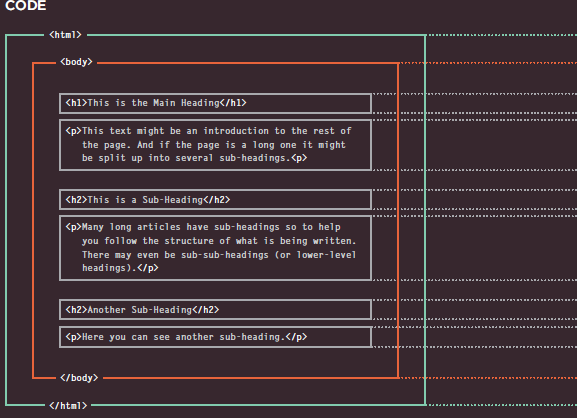 CODE
<html>
<body>
<h1>This is the Main Heading</h1>
<p>This text might be an introduction to the rest of
the page. And if the page is a long one it might
be split up into several sub-headings.<p>
<h2>This is a Sub-Heading</h2>
<p>Many long articles have sub-headings so to help
you follow the structure of what is being written.
There may even be sub-sub-headings (or lower-level
headings).</p>
<h2>Another Sub-Heading</h2>
<p>Here you can see another sub-heading.</p>
</body>
</html>